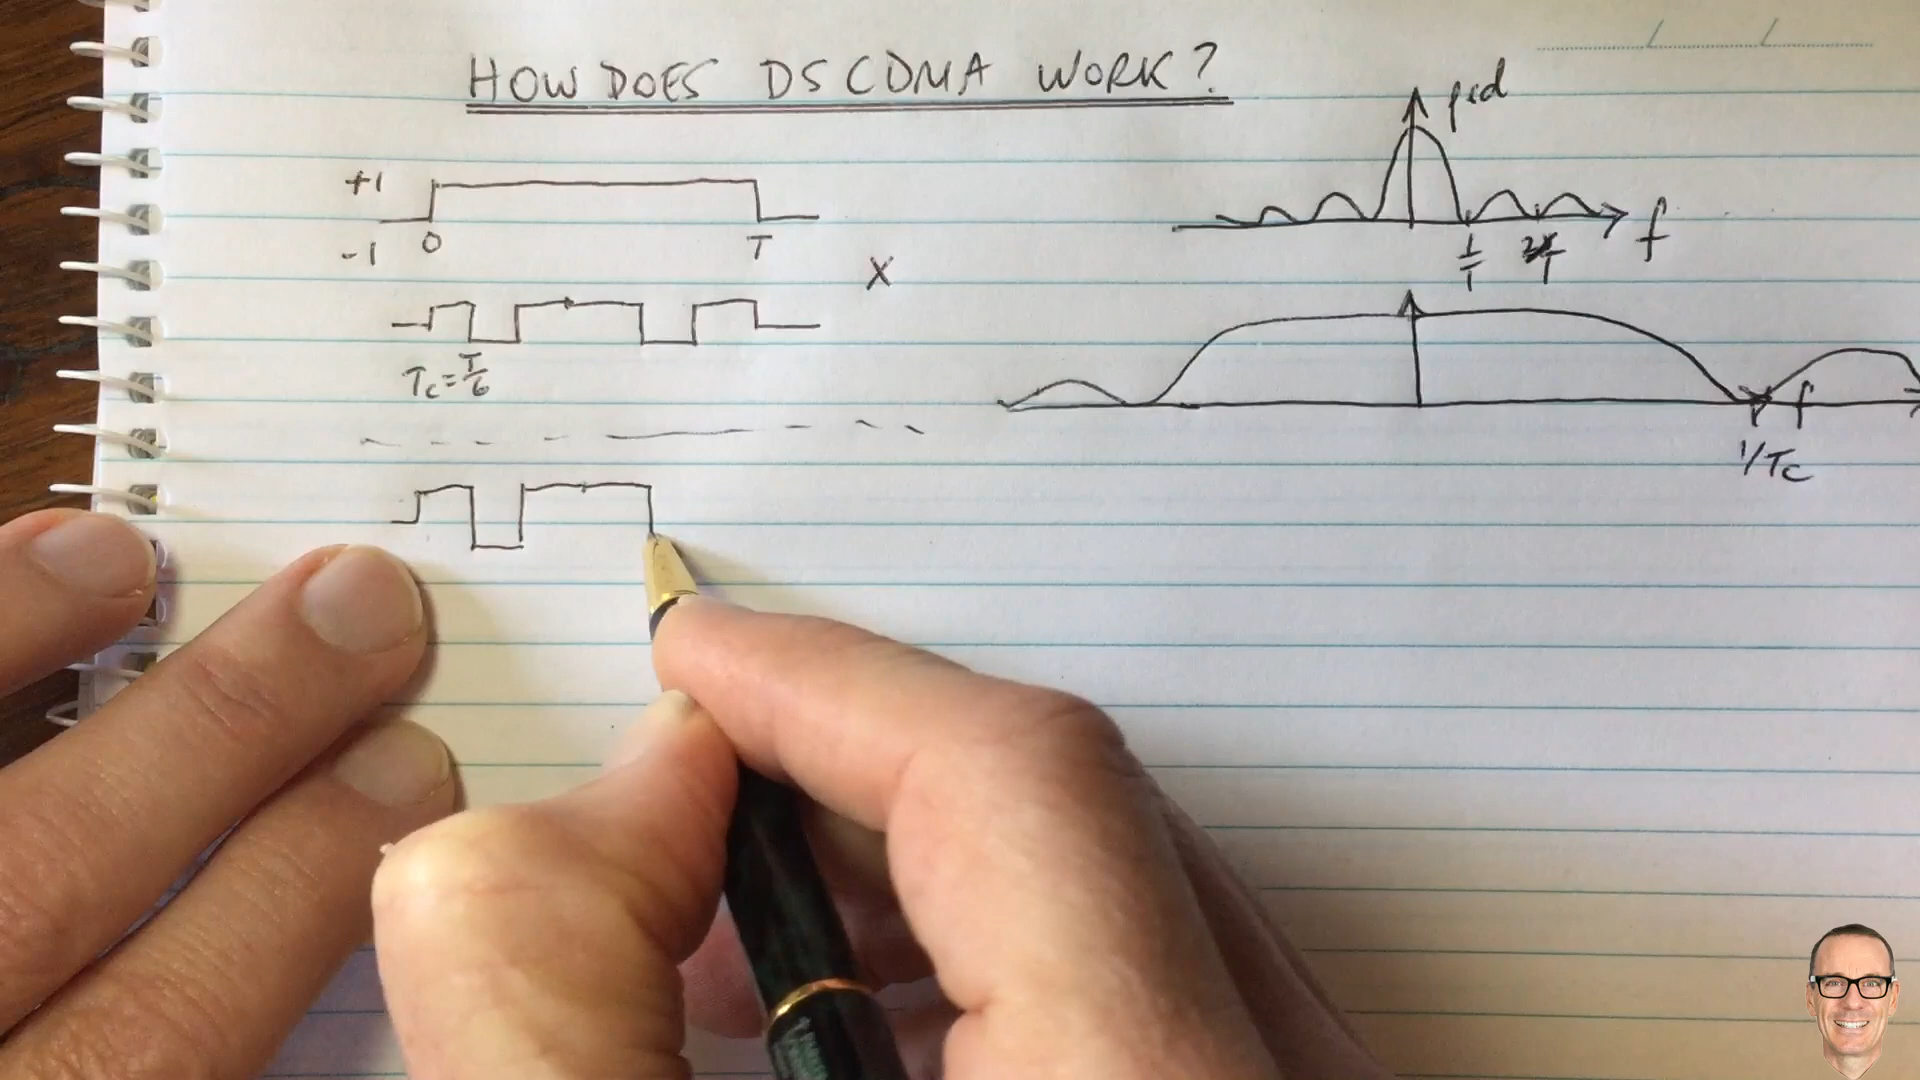 HOW DOES DS CDMA WORK?
psd
+1
-1
0
T
1/T
f
X
Tc = T/6
f
1/Tc